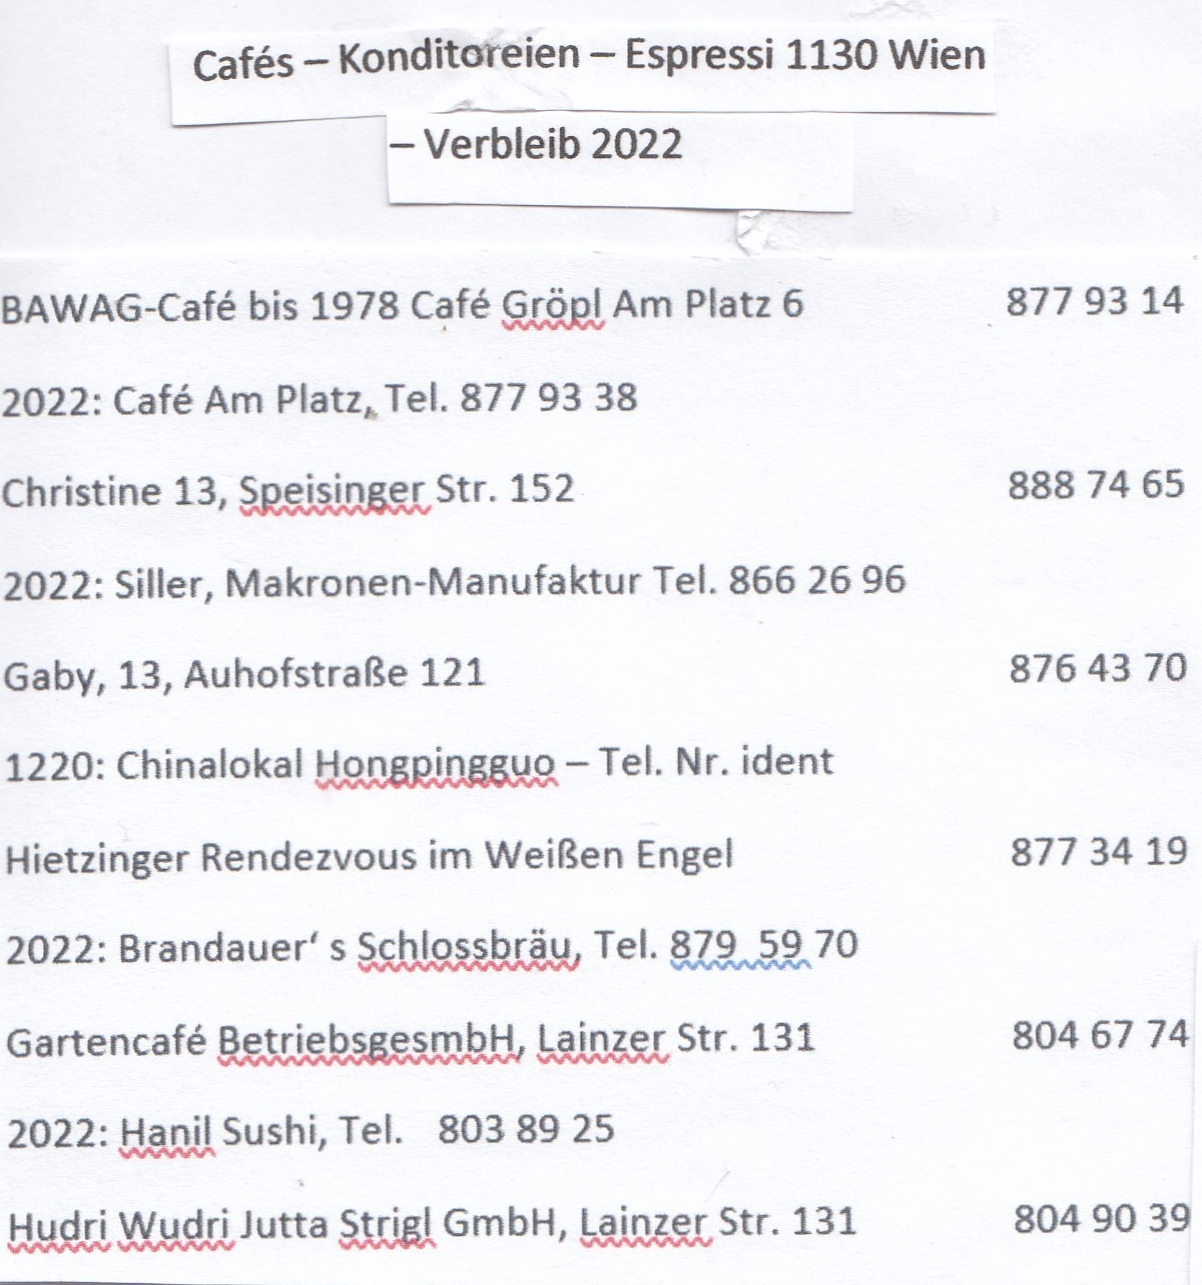 Cafés – Konditoreien – Espressi 1130 Wien
– Verbleib 2022
BAWAG-Café bis 1978 Café Gröpl Am Platz 6 877 93 14
2022: Café Am Platz, Tel. 877 93 38
Christine 13, Speisinger Str. 152 888 74 65
2022: Siller, Makronen-Manufaktur Tel. 866 26 96
Gaby, 13, Auhofstraße 121 876 43 70
1220: Chinalokal Hongpingguo – Tel. Nr. ident
Hietzinger Rendezvous im Weißen Engel 877 34 19
2022: Brandauer‘ s Schlossbräu, Tel. 879 59 70
Gartencafé BetriebsgesmbH, Lainzer Str. 131 804 67 74
2022: Hanil Sushi, Tel. 803 89 25
Hudri Wudri Jutta Strigl GmbH, Lainzer Str. 131 804 90 39